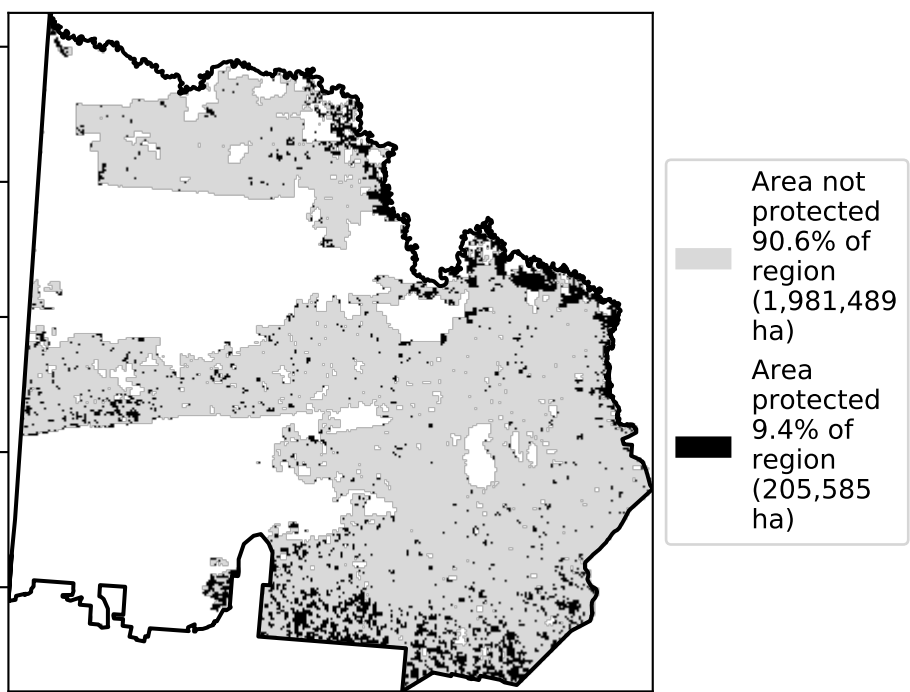 Area not
protected
90.6% of
region
(1,981,489
ha)
Area
protected
9.4% of
region
(205,585
ha)